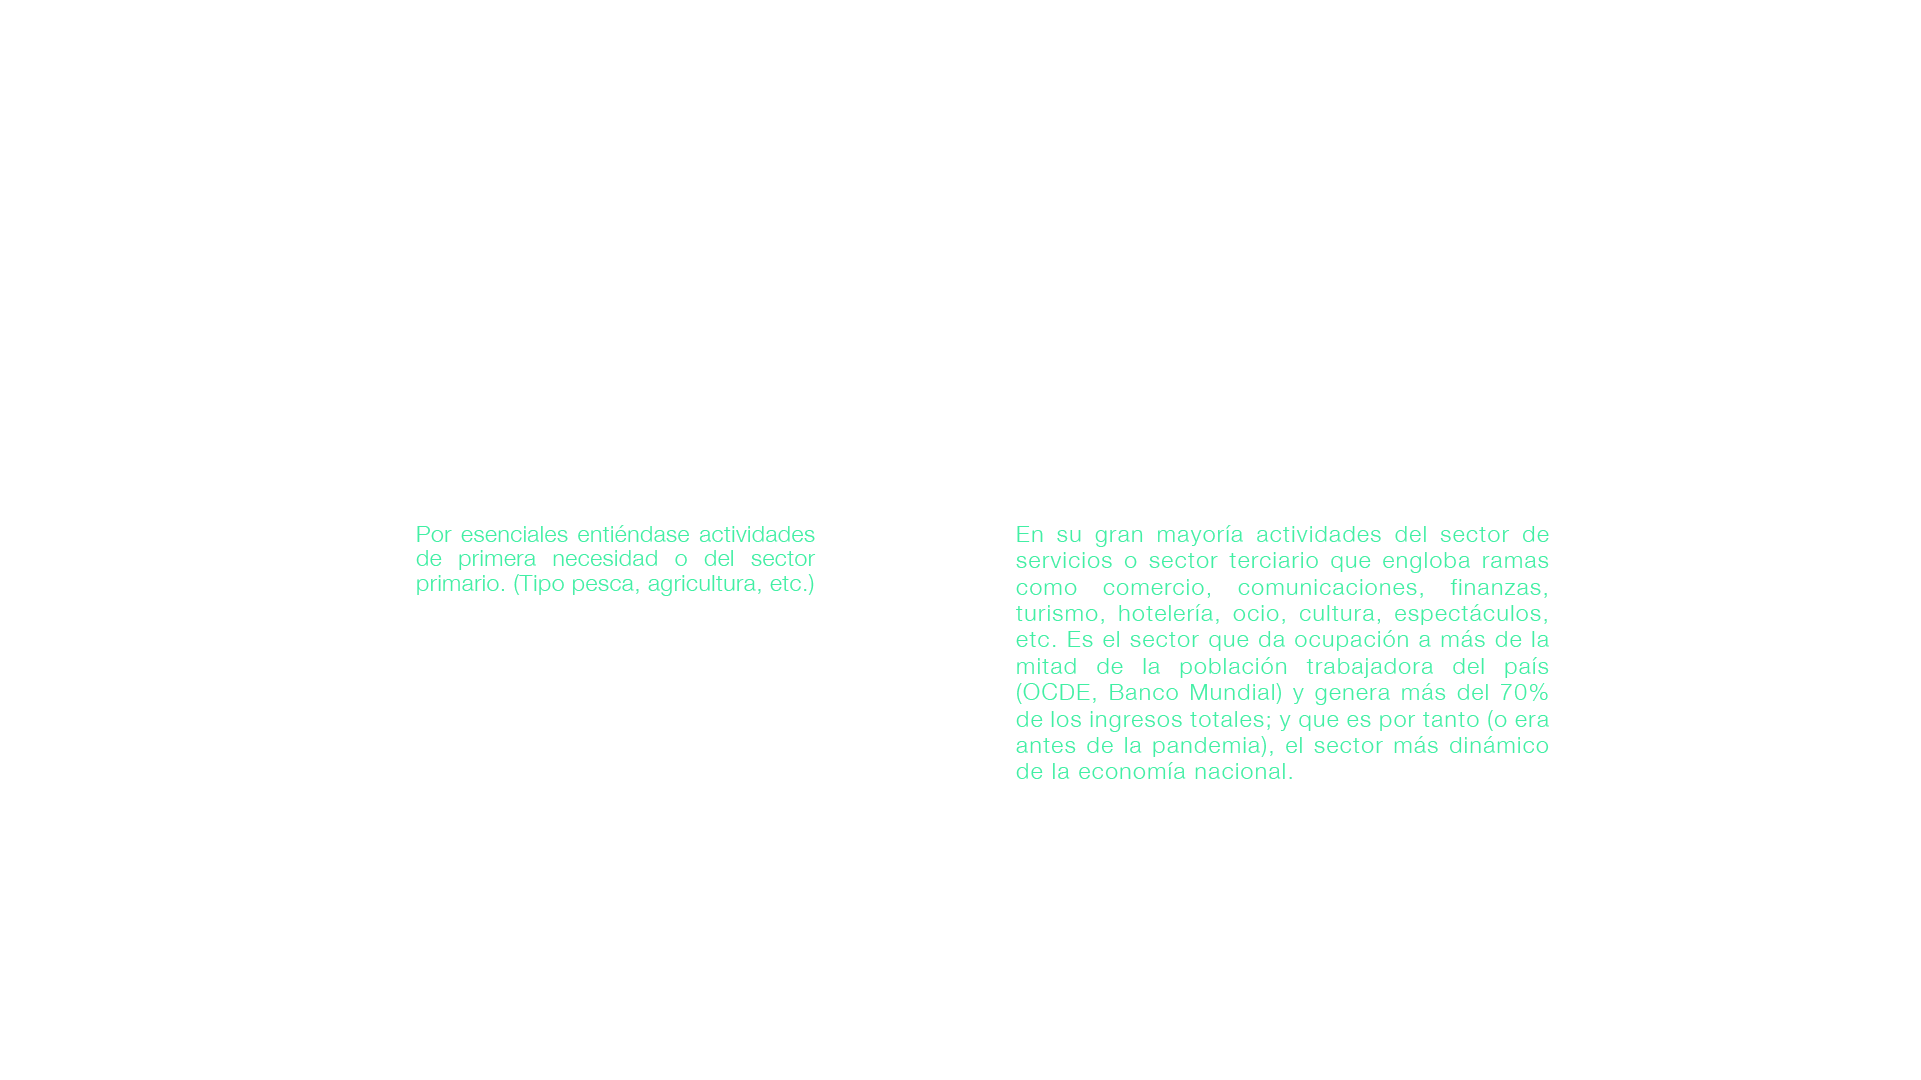 Por esenciales entiéndase actividades
de primera necesidad o del sector
primario. (Tipo pesca, agricultura, etc.)
En su gran mayoría actividades del sector de
servicios o sector terciario que engloba ramas
como comercio, comunicaciones, finanzas,
turismo, hotelería, ocio, cultura, espectáculos,
etc. Es el sector que da ocupación a más de la
mitad de la población trabajadora del país
(OCDE, Banco Mundial) y genera más del 70%
de los ingresos totales; y que es por tanto (o era
antes de la pandemia), el sector más dinámico
de la economía nacional.